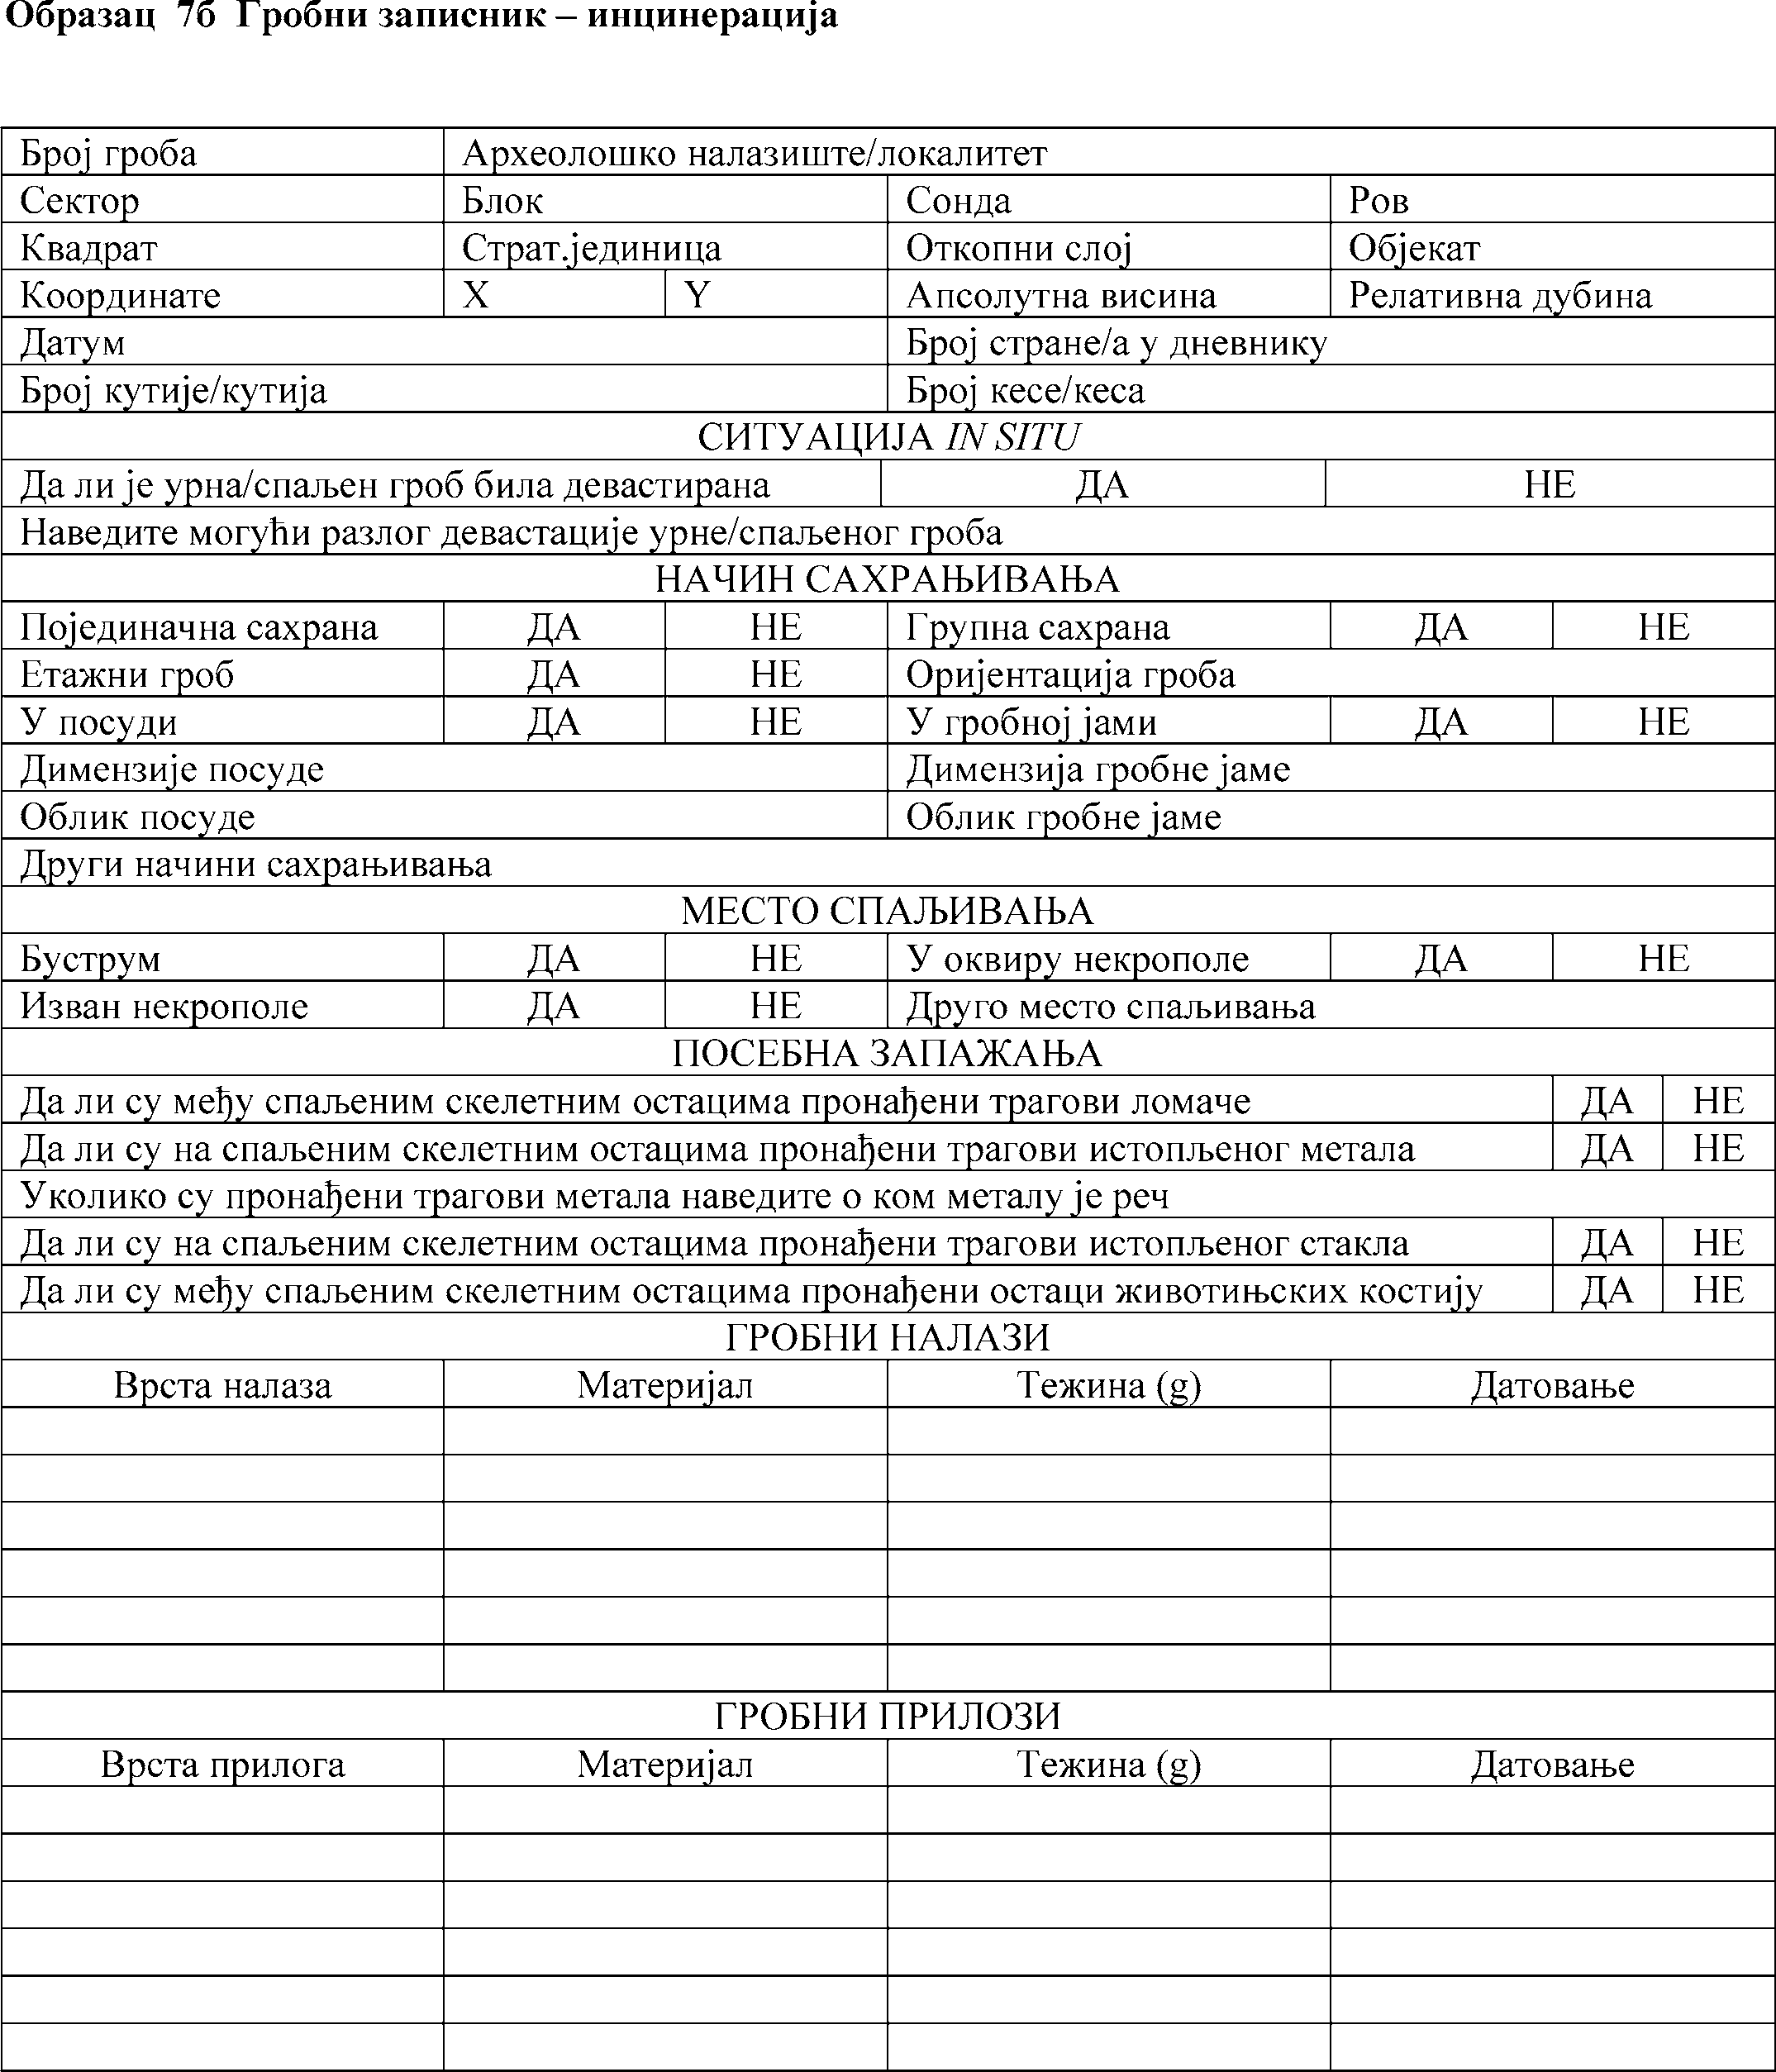 Образац 7б Гробни записник – инцинерација
Број гроба Археолошко налазиште/локалитет
Сектор Блок Сонда Ров
Квадрат Страт.јединица Откопни слој Објекат
Координате X Y Апсолутна висина Релативна дубина
Датум Број стране/а у дневнику
Број кутије/кутија Број кесе/кеса
СИТУАЦИЈА IN SITU
Да ли је урна/спаљен гроб била девастирана ДА НЕ
Наведите могући разлог девастације урне/спаљеног гроба
НАЧИН САХРАЊИВАЊА
Појединачна сахрана ДА НЕ Групна сахрана ДА НЕ
Етажни гроб ДА НЕ Оријентација гроба
У посуди ДА НЕ У гробној јами ДА НЕ
Димензије посуде Димензија гробне јаме
Облик посуде Облик гробне јаме
Други начини сахрањивања
МЕСТО СПАЉИВАЊА
Буструм ДА НЕ У оквиру некрополе ДА НЕ
Изван некрополе ДА НЕ Друго место спаљивања
ПОСЕБНА ЗАПАЖАЊА
Да ли су међу спаљеним скелетним остацима пронађени трагови ломаче ДА НЕ
Да ли су на спаљеним скелетним остацима пронађени трагови истопљеног метала ДА НЕ
Уколико су пронађени трагови метала наведите о ком металу је реч
Да ли су на спаљеним скелетним остацима пронађени трагови истопљеног стакла ДА НЕ
Да ли су међу спаљеним скелетним остацима пронађени остаци животињских костију ДА НЕ
ГРОБНИ НАЛАЗИ
Врста налаза Материјал Тежина (g) Датовање
ГРОБНИ ПРИЛОЗИ
Врста прилога Материјал Тежина (g) Датовање